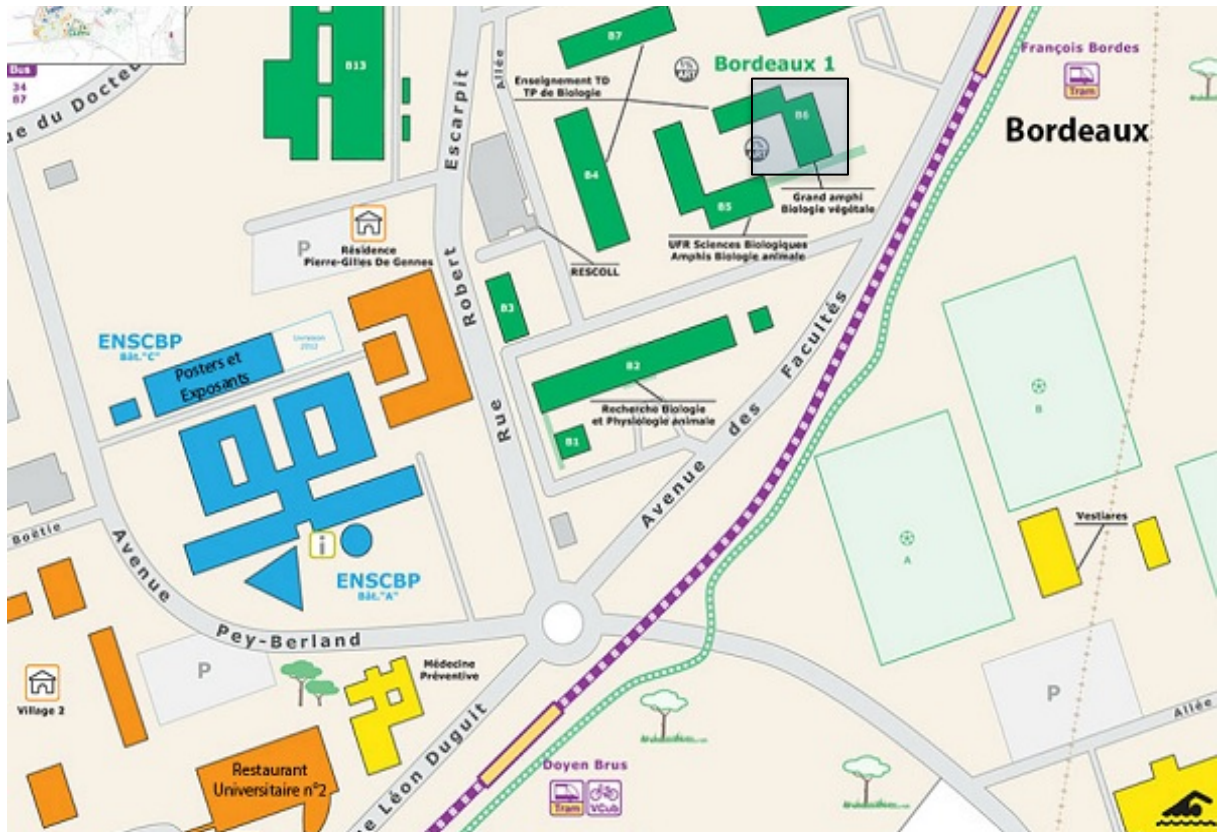 Bus
34
87
ue du Docteu
B13
Allée
B7
Enseignement TD
TP de Biologie
Bordeaux 1
B6
B4
B5
Grand amphi
Biologie végétale
UFR Sciences Biologiques
Amphis Biologie animale
RESCOLL
François Bordes
Tram
Bordeaux
P
Résidence
Pierre-Gilles De Gennes
Rue Robert Escarpit
B3
ENSCBP
Bât."C"
Posters et
Exposants
Livraison
2012
B2
Recherche Biologie
et Physiologie animale
B1
Avenue des Facultés
B
A
Vestiares
Boëtie
i
ENSCBP
Bât."A"
Avenue Pey-Berland
P
Village 2
Médecine
Préventive
Restaurant
Universitaire n°2
e Léon Duguit
Doyen Brus
Tram
VCub
P
Allée